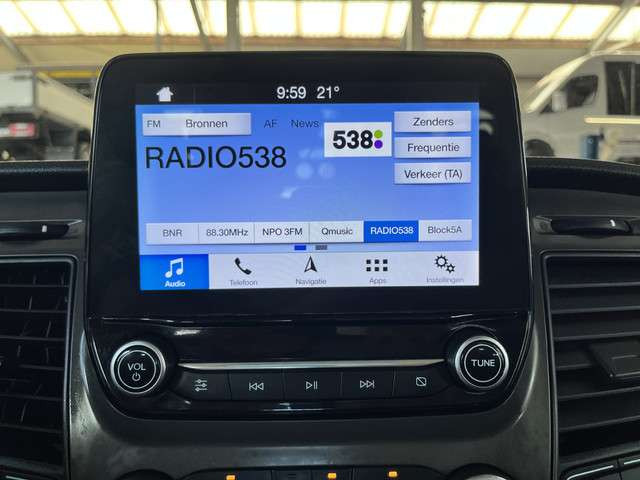 9:59 21°
FM Bronnen AF News
538
Zenders
RADIO538
Frequentie
Verkeer (TA)
BNR 88.30MHz NPO 3FM Qmusic RADIO538 Block5A
Audio Telefoon Navigatie Apps Instellingen
VOL
TUNE